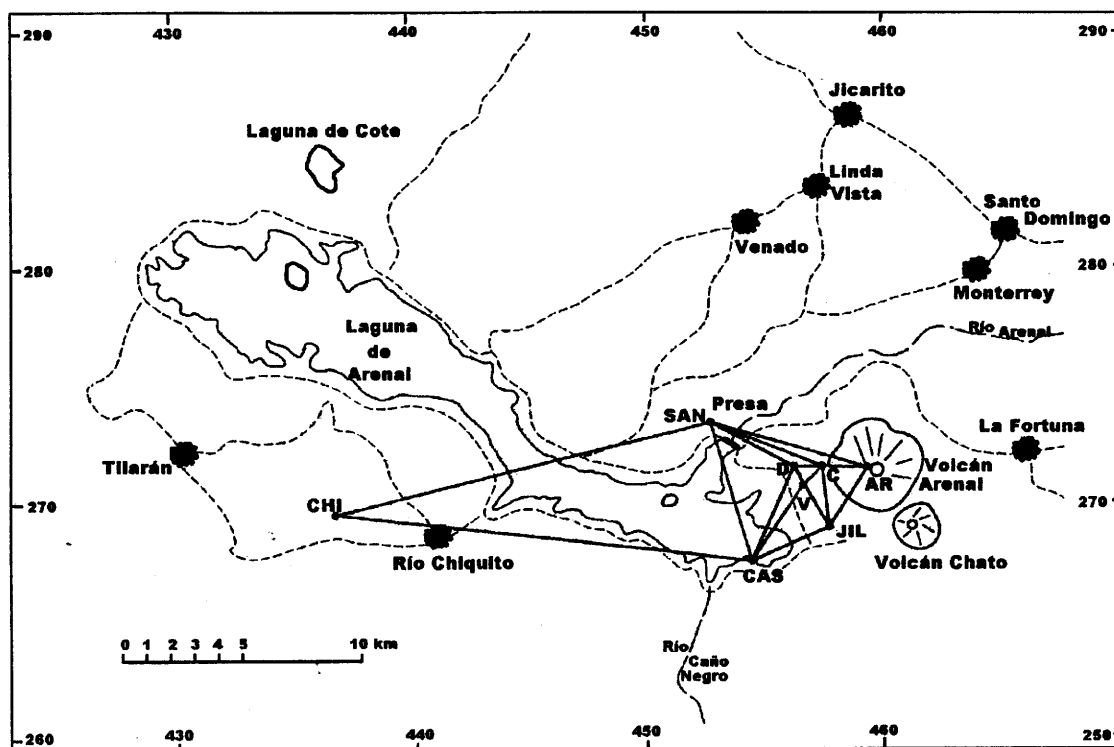 430
440
450
460
290
290
Jicarito
Laguna de Cote
Linda
Vista
Santo
Domingo
Venado
280
280
Monterrey
Laguna
de
Arenal
Río Arenal
SAN
Presa
La Fortuna
Tilarán
D
C
AR
Volcán
Arenal
270
CHI
V
270
JIL
Río Chiquito
CAS
Volcán Chato
0 1 2 3 4 5 10 km
Río
Caño
Negro
260
250
430
440
450
460